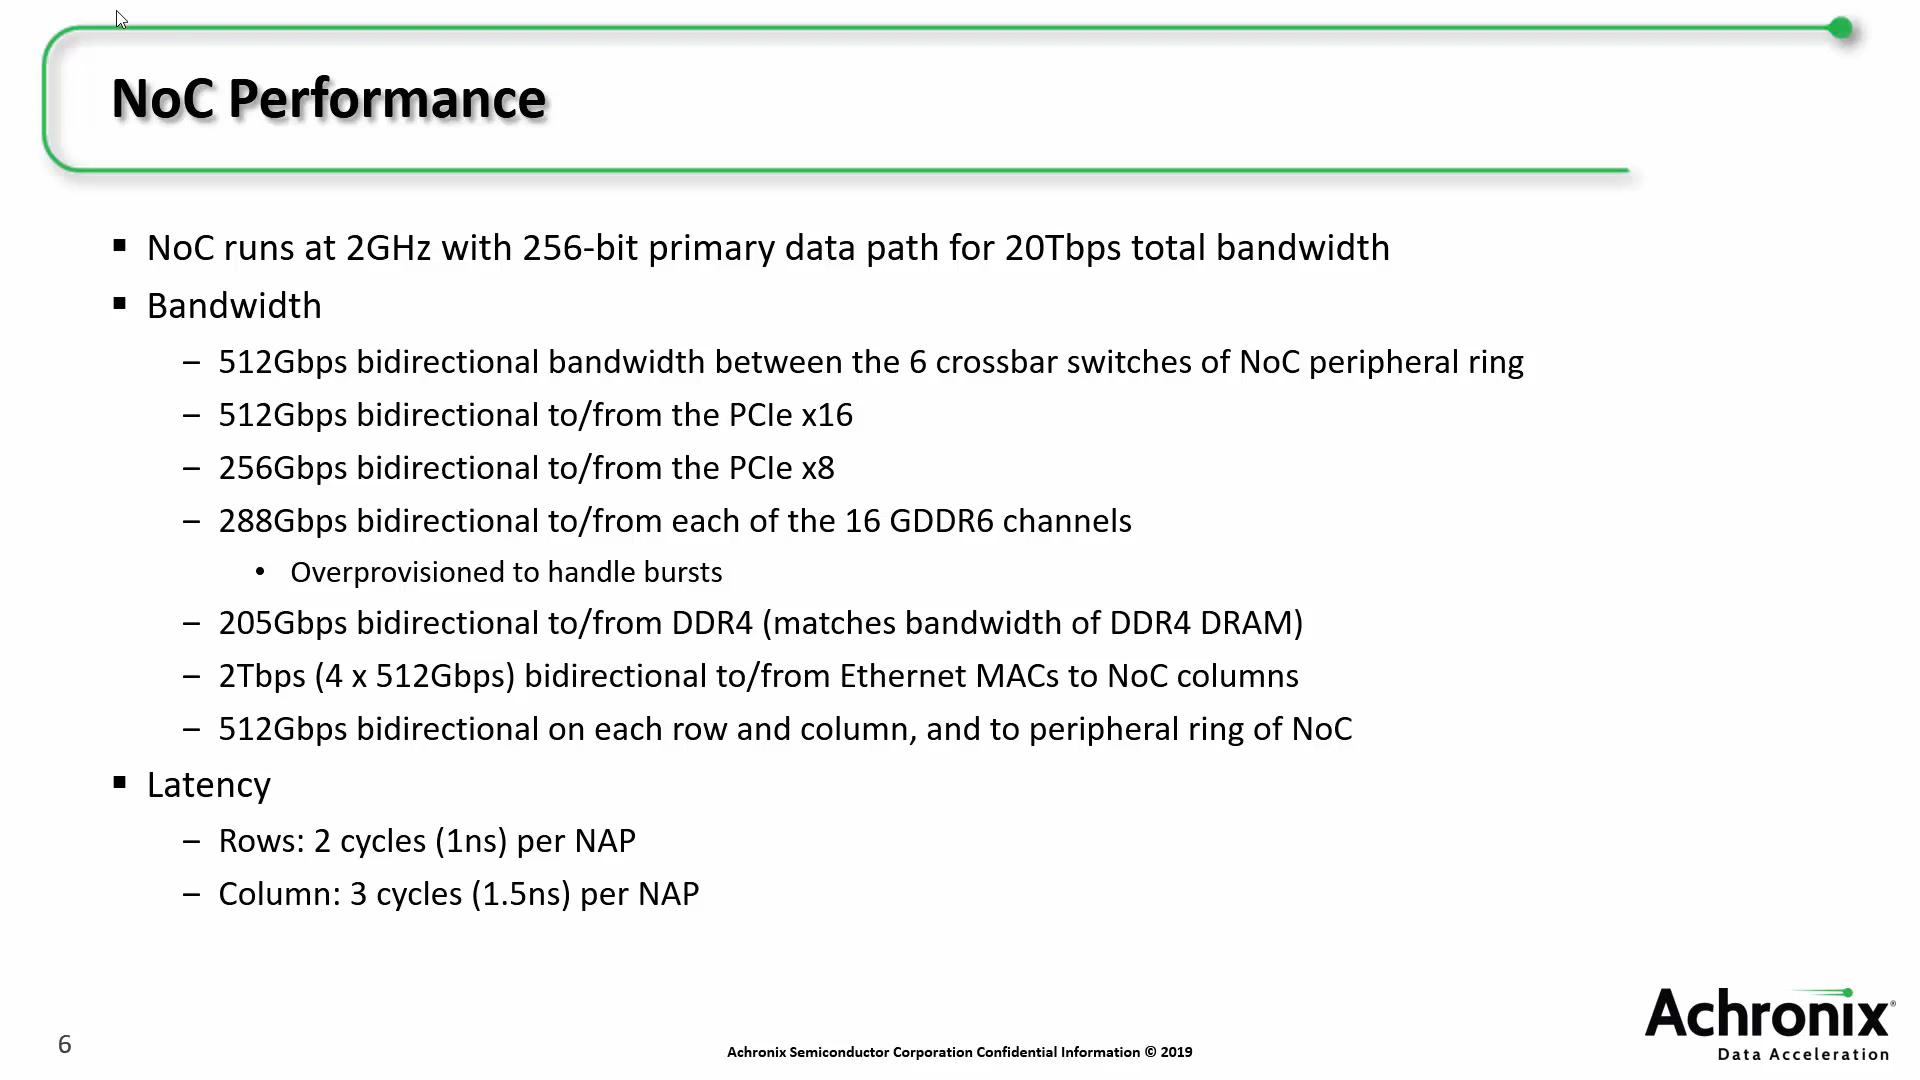 NoC Performance
▪ NoC runs at 2GHz with 256-bit primary data path for 20Tbps total bandwidth
▪ Bandwidth
– 512Gbps bidirectional bandwidth between the 6 crossbar switches of NoC peripheral ring
– 512Gbps bidirectional to/from the PCIe x16
– 256Gbps bidirectional to/from the PCIe x8
– 288Gbps bidirectional to/from each of the 16 GDDR6 channels
• Overprovisioned to handle bursts
– 205Gbps bidirectional to/from DDR4 (matches bandwidth of DDR4 DRAM)
– 2Tbps (4 x 512Gbps) bidirectional to/from Ethernet MACs to NoC columns
– 512Gbps bidirectional on each row and column, and to peripheral ring of NoC
▪ Latency
– Rows: 2 cycles (1ns) per NAP
– Column: 3 cycles (1.5ns) per NAP
Achronix®
Data Acceleration
6
Achronix Semiconductor Corporation Confidential Information © 2019